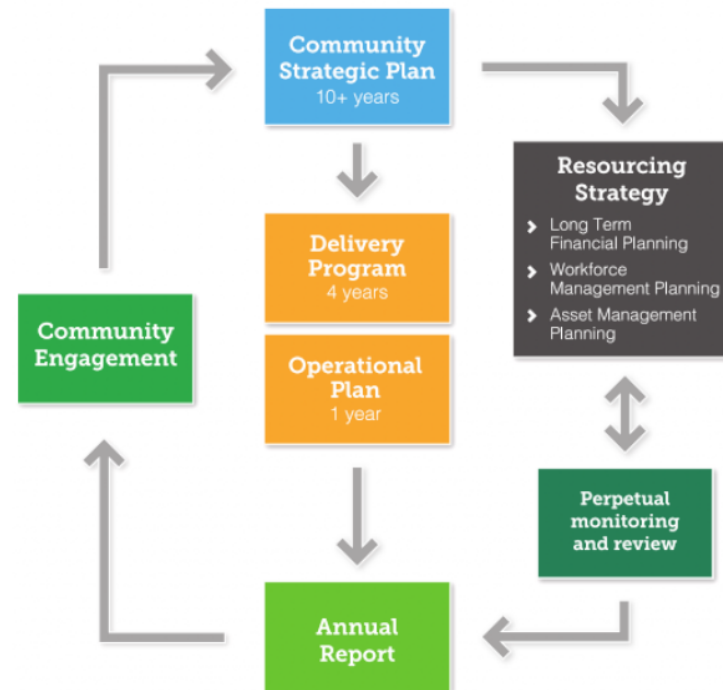 Community
Strategic Plan
10+ years
Resourcing
Strategy
Long Term
Financial Planning
Workforce
Management Planning
Asset Management
Planning
Delivery
Program
4 years
Community
Engagement
Operational
Plan
1 year
Perpetual
monitoring
and review
Annual
Report